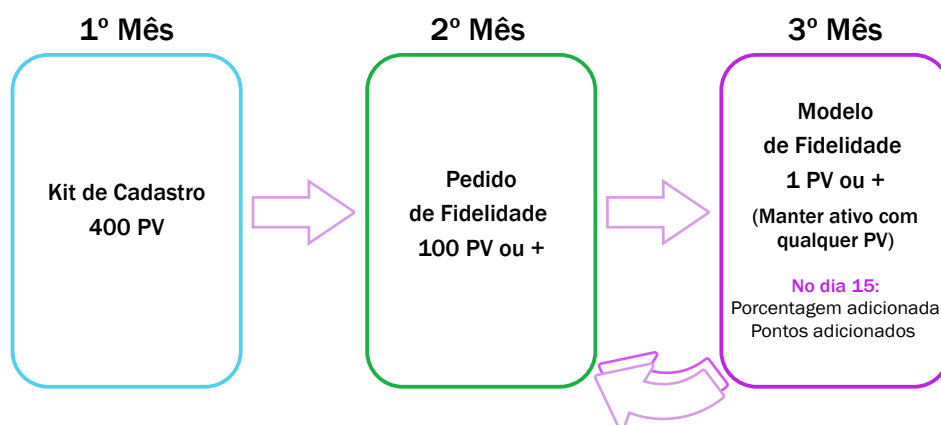 1º Mês
Kit de Cadastro
400 PV
2º Mês
Pedido
de Fidelidade
100 PV ou +
3º Mês
Modelo
de Fidelidade
1 PV ou +
(Manter ativo com
qualquer PV)
No dia 15:
Porcentagem adicionada
Pontos adicionados